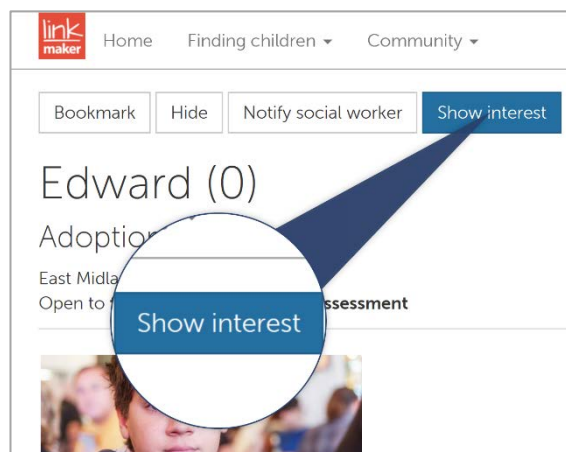 link
maker
Home Finding children Community
Bookmark Hide Notify social worker Show interest
Edward (0)
Adoption
East Midla
Open to ssessment
Show interest